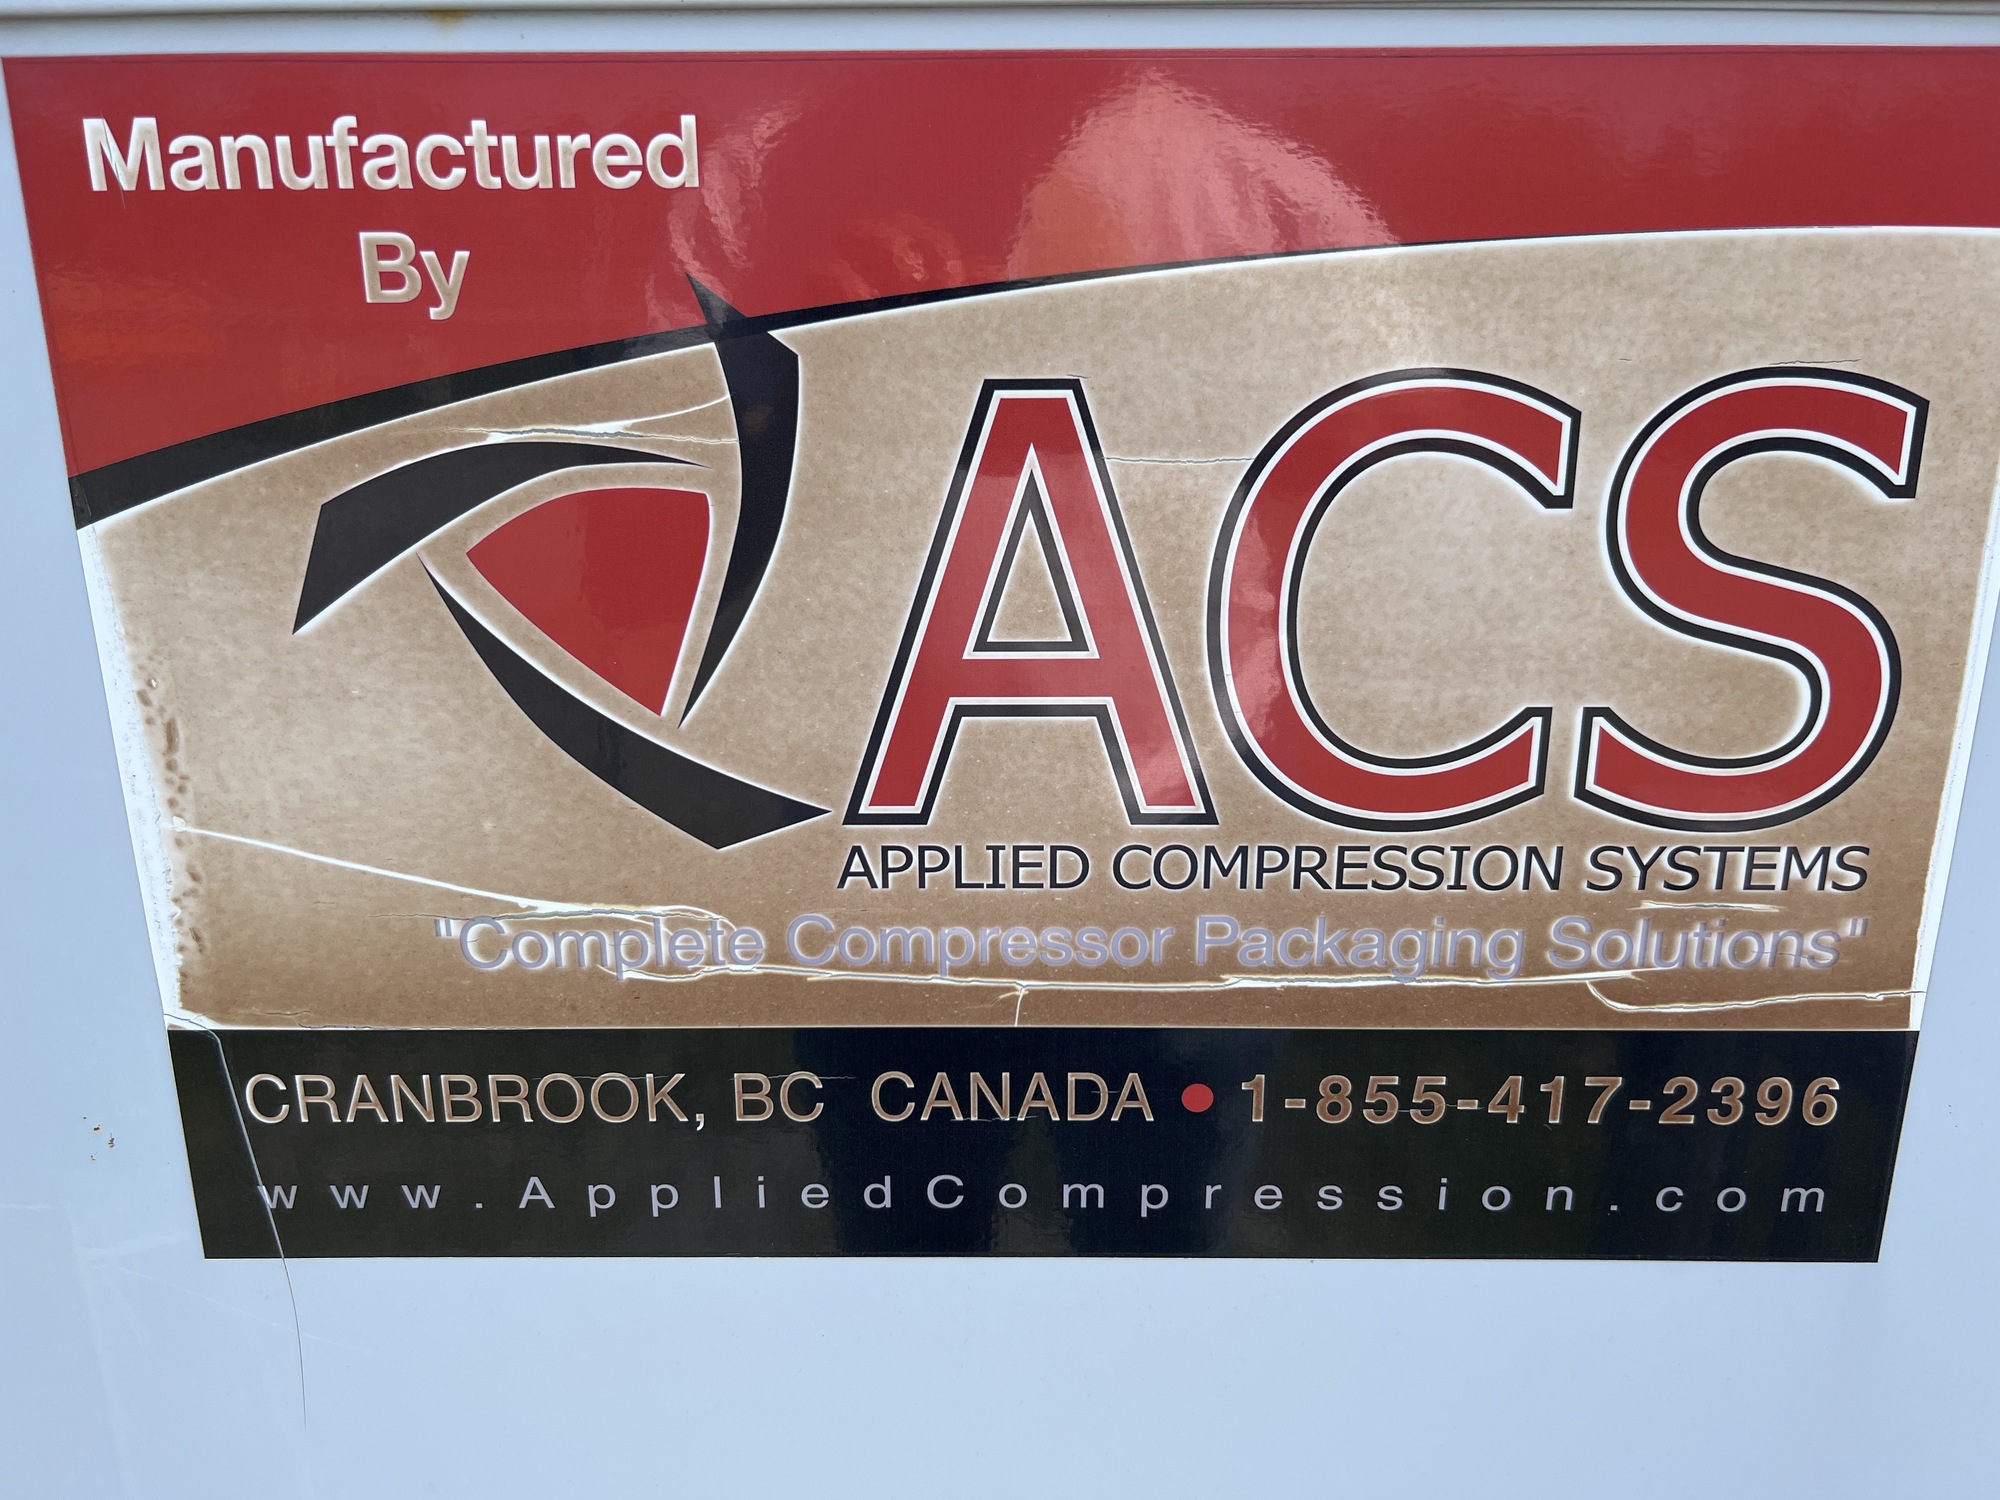 Manufactured
By
ACS
APPLIED COMPRESSION SYSTEMS
"Complete Compressor Packaging Solutions"
CRANBROOK, BC CANADA • 1-855-417-2396
www.AppliedCompression.com